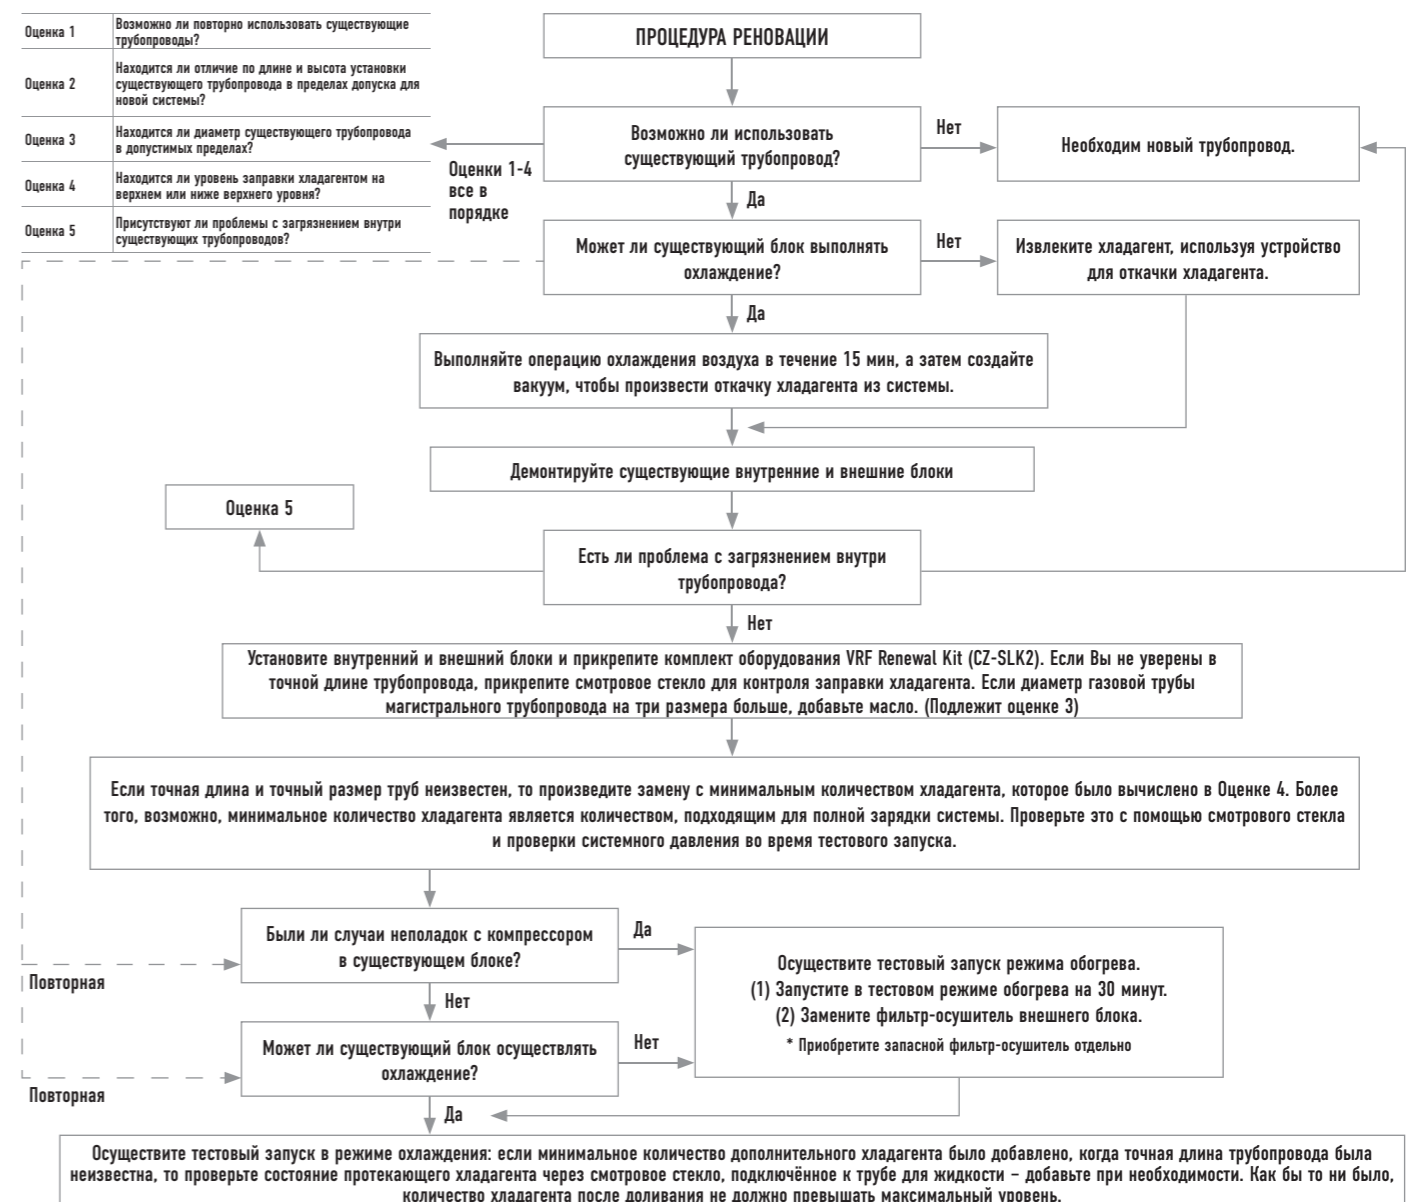 Оценка 1
Возможно ли повторно использовать существующие
трубопроводы?
Оценка 2
Находится ли отличие по длине и высота установки
существующего трубопровода в пределах допуска для
новой системы?
Оценка 3
Находится ли диаметр существующего трубопровода
в допустимых пределах?
Оценка 4
Находится ли уровень заправки хладагентом на
верхнем или ниже верхнего уровня?
Оценка 5
Присутствуют ли проблемы с загрязнением внутри
существующих трубопроводов?
ПРОЦЕДУРА РЕНОВАЦИИ
Возможно ли использовать
существующий трубопровод?
Нет
Необходим новый трубопровод.
Оценки 1-4
все в
порядке
Да
Может ли существующий блок выполнять
охлаждение?
Нет
Извлеките хладагент, используя устройство
для откачки хладагента.
Да
Выполняйте операцию охлаждения воздуха в течение 15 мин, а затем создайте
вакуум, чтобы произвести откачку хладагента из системы.
Демонтируйте существующие внутренние и внешние блоки
Оценка 5
Есть ли проблема с загрязнением внутри
трубопровода?
Нет
Установите внутренний и внешний блоки и прикрепите комплект оборудования VRF Renewal Kit (CZ-SLK2). Если Вы не уверены в
точной длине трубопровода, прикрепите смотровое стекло для контроля заправки хладагента. Если диаметр газовой трубы
магистрального трубопровода на три размера больше, добавьте масло. (Подлежит оценке 3)
Если точная длина и точный размер труб неизвестен, то произведите замену с минимальным количеством хладагента, которое было вычислено в Оценке 4. Более
того, возможно, минимальное количество хладагента является количеством, подходящим для полной зарядки системы. Проверьте это с помощью смотрового стекла
и проверки системного давления во время тестового запуска.
Были ли случаи неполадок с компрессором
в существующем блоке?
Да
Повторная
Нет
Осуществите тестовый запуск режима обогрева.
(1) Запустите в тестовом режиме обогрева на 30 минут.
(2) Замените фильтр-осушитель внешнего блока.
* Приобретите запасной фильтр-осушитель отдельно
Может ли существующий блок осуществлять
охлаждение?
Нет
Повторная
Да
Осуществите тестовый запуск в режиме охлаждения: если минимальное количество дополнительного хладагента было добавлено, когда точная длина трубопровода была
неизвестна, то проверьте состояние протекающего хладагента через смотровое стекло, подключённое к трубе для жидкости – добавьте при необходимости. Как бы то ни было,
количество хладагента после доливания не должно превышать максимальный уровень.